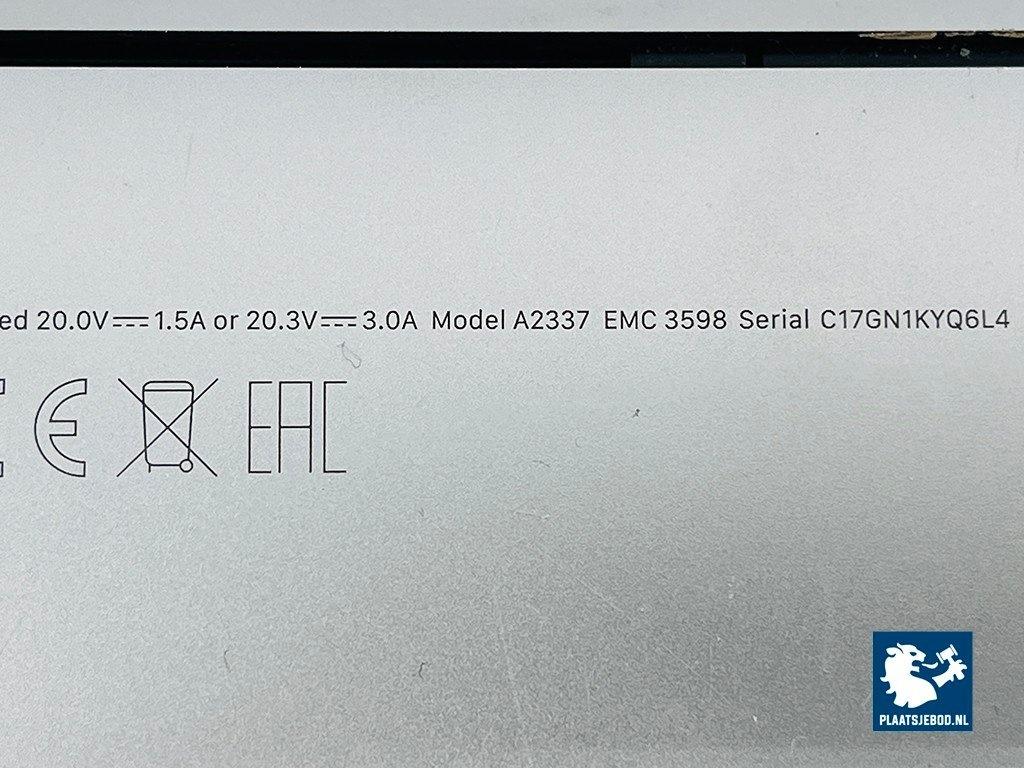 ed 20.0V⎓1.5A or 20.3V⎓3.0A Model A2337 EMC 3598 Serial C17GN1KYQ6L4
CE EAC
PLAATSJEBOD.NL